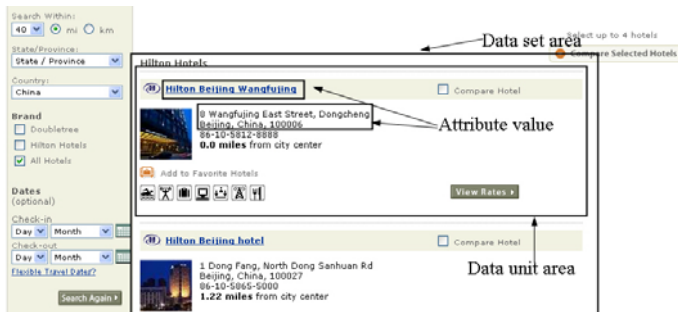 Search Within:
40 mi km
State/Province:
State / Province
Country:
China
Brand
Doubletree
Hilton Hotels
All Hotels
Dates
(optional)
Check-in
Day Month
Check-out
Day Month
Flexible Travel Dates?
Search Again
Data set area
Select up to 4 hotels
Compare Selected Hotels
Hilton Hotels
Hilton Beijing Wangfujing
Compare Hotel
8 Wangfujing East Street, Dongcheng
Beijing, China, 100006
86-10-5812-8888
0.0 miles from city center
Attribute value
Add to Favorite Hotels
View Rates
Hilton Beijing hotel
Compare Hotel
1 Dong Fang, North Dong Sanhuan Rd
Beijing, China, 100027
86-10-5865-5000
1.22 miles from city center
Data unit area